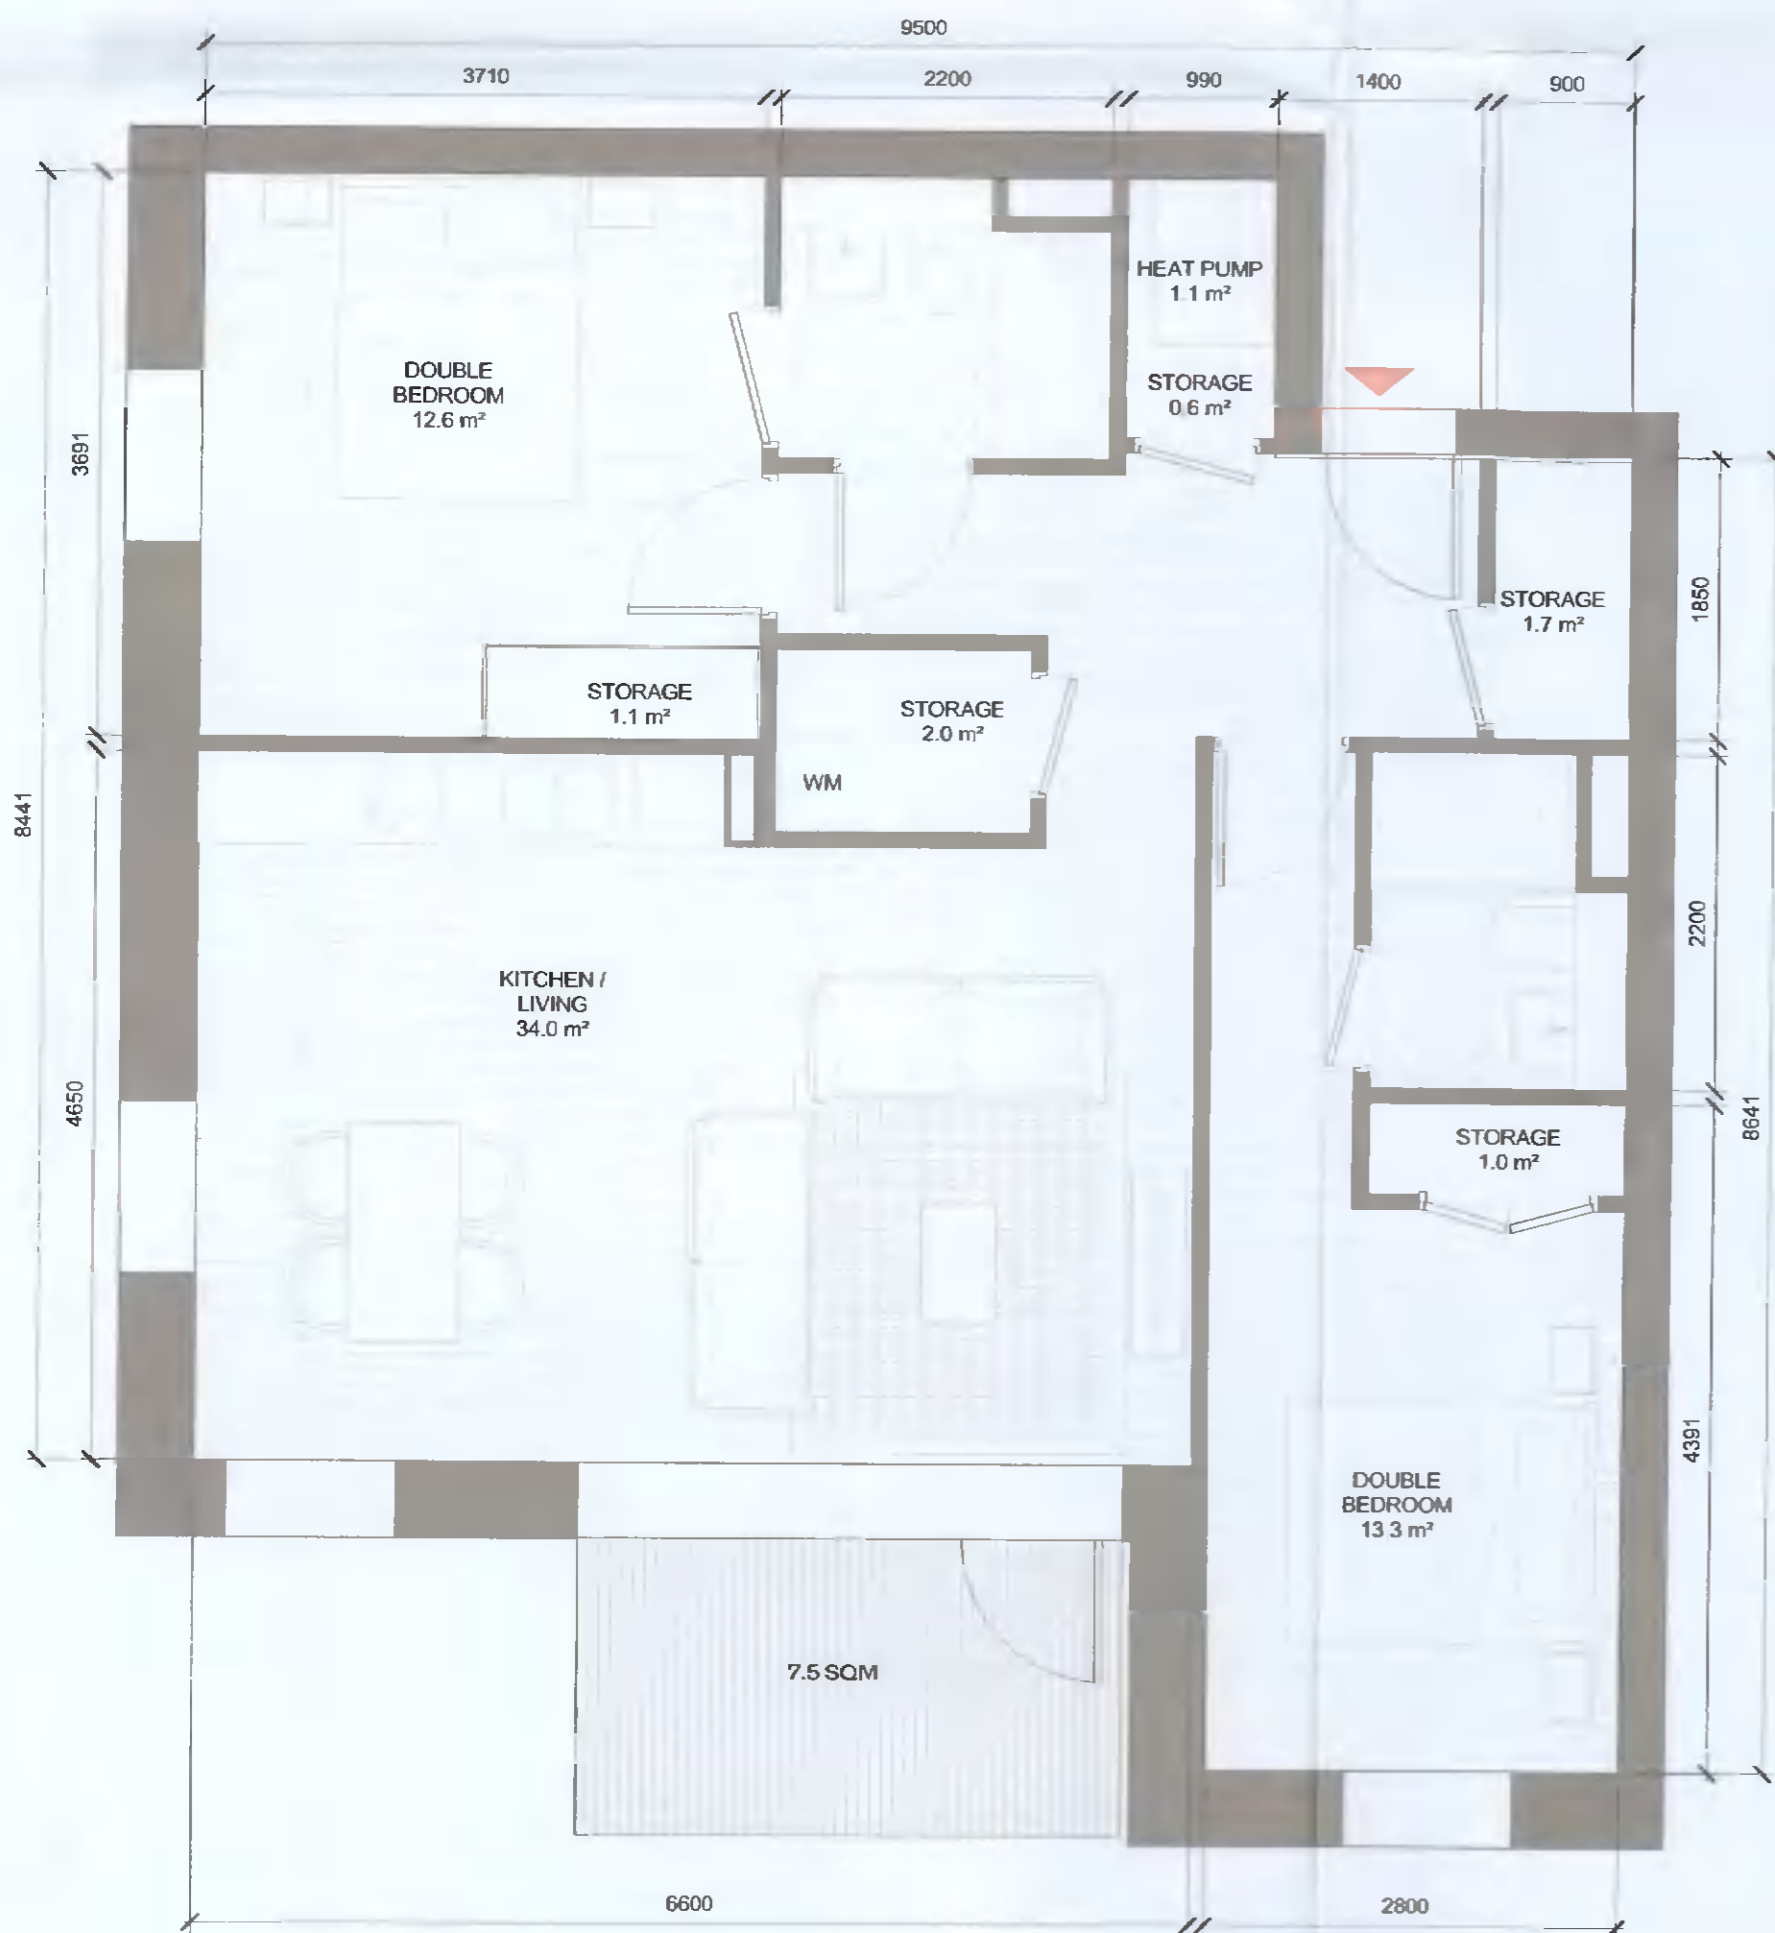 9500
3710
2200
990
1400
900
HEAT PUMP
1.1 m²
DOUBLE
BEDROOM
12.6 m²
STORAGE
0.6 m²
3691
STORAGE
1.7 m²
1850
STORAGE
1.1 m²
STORAGE
2.0 m²
WM
8441
2200
KITCHEN /
LIVING
34.0 m²
4650
8641
STORAGE
1.0 m²
4391
DOUBLE
BEDROOM
13.3 m²
7.5 SQM
6600
2800